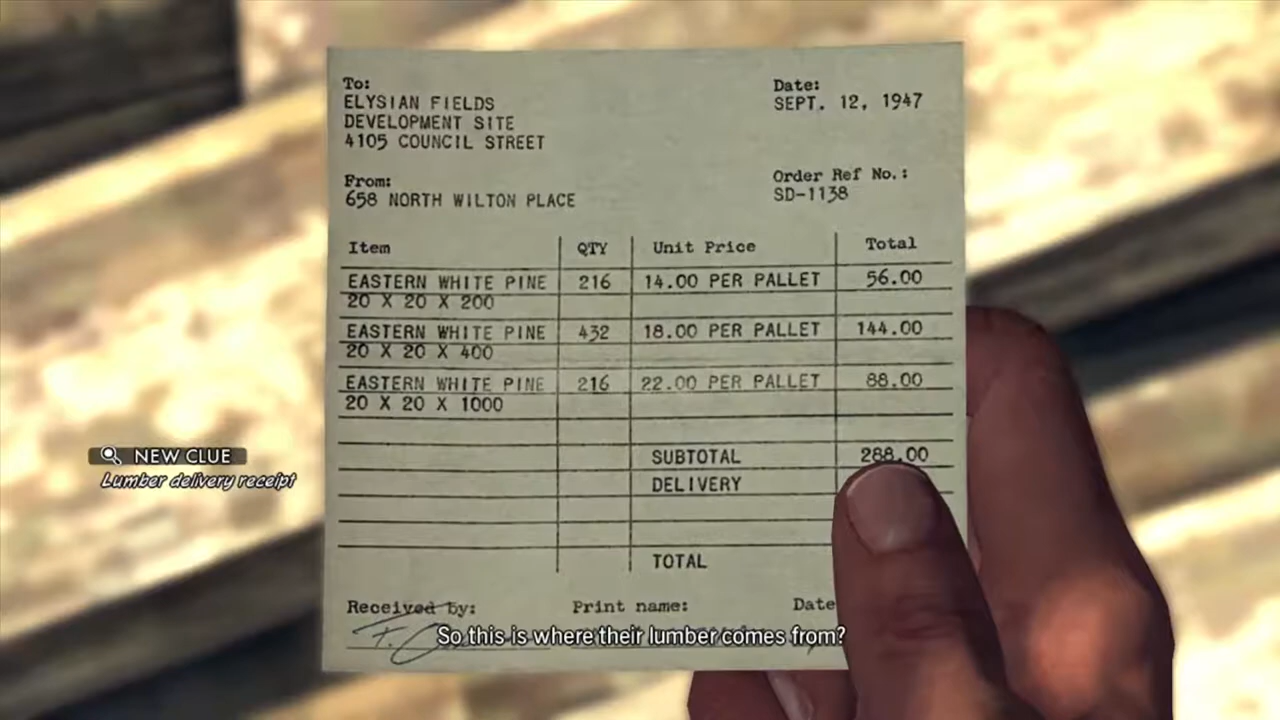 To:
ELYSIAN FIELDS
DEVELOPMENT SITE
4105 COUNCIL STREET
Date:
SEPT. 12, 1947
From:
658 NORTH WILTON PLACE
Order Ref No.:
SD-1138
Item QTY Unit Price Total
EASTERN WHITE PINE 216 14.00 PER PALLET 56.00
20 X 20 X 200
EASTERN WHITE PINE 432 18.00 PER PALLET 144.00
20 X 20 X 400
EASTERN WHITE PINE 216 22.00 PER PALLET 88.00
20 X 20 X 1000
SUBTOTAL 288.00
DELIVERY
TOTAL
Received by: Print name: Date
NEW CLUE
Lumber delivery receipt
So this is where their lumber comes from?